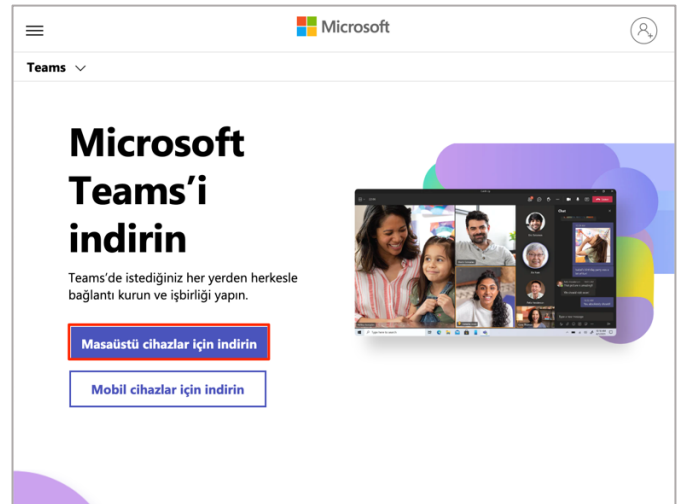 Microsoft
Teams
Microsoft
Teams'i
indirin
Teams'de istediğiniz her yerden herkesle
bağlantı kurun ve işbirliği yapın.
Chat
Masaüstü cihazlar için indirin
Mobil cihazlar için indirin